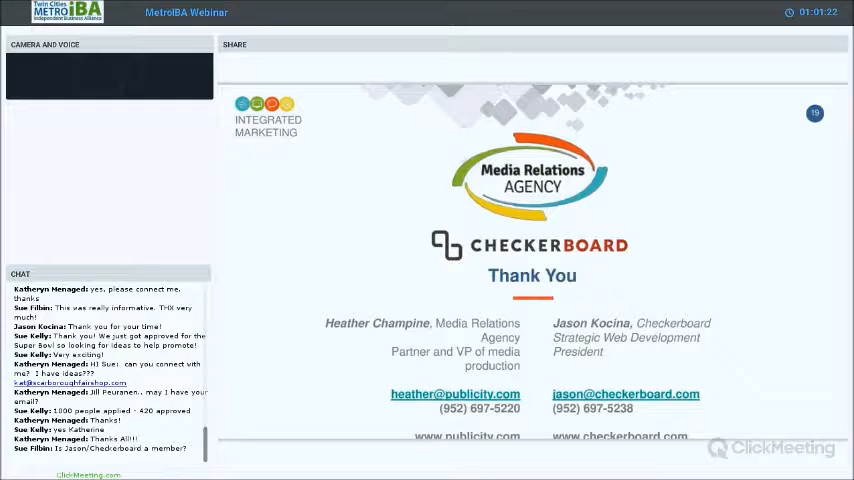 Twin Cities
METRO iBA
Independent Business Alliance
MetroIBA Webinar
01:01:22
CAMERA AND VOICE
SHARE
INTEGRATED
MARKETING
19
Media Relations
AGENCY
CHECKERBOARD
Thank You
Heather Champine, Media Relations
Agency
Partner and VP of media
production
heather@publicity.com
(952) 697-5220
www.publicity.com
Jason Kocina, Checkerboard
Strategic Web Development
President
jason@checkerboard.com
(952) 697-5238
www.checkerboard.com
ClickMeeting
CHAT
Katheryn Menaged: yes, please connect me,
thanks
Sue Filbin: This was really informative. THX very
much!
Jason Kocina: Thank you for your time!
Sue Kelly: Thank you! We just got approved for the
Super Bowl so looking for ideas to help promote!
Sue Kelly: Very exciting!
Katheryn Menaged: HI Sue: can you connect with
me? I have ideas???
kat@scarboroughfairshop.com
Katheryn Menaged: Jill Peuranen.. may I have your
email?
Sue Kelly: 1000 people applied - 420 approved
Katheryn Menaged: Thanks!
Sue Kelly: yes Katherine
Katheryn Menaged: Thanks All!!!
Sue Filbin: Is Jason/Checkerboard a member?
ClickMeeting.com